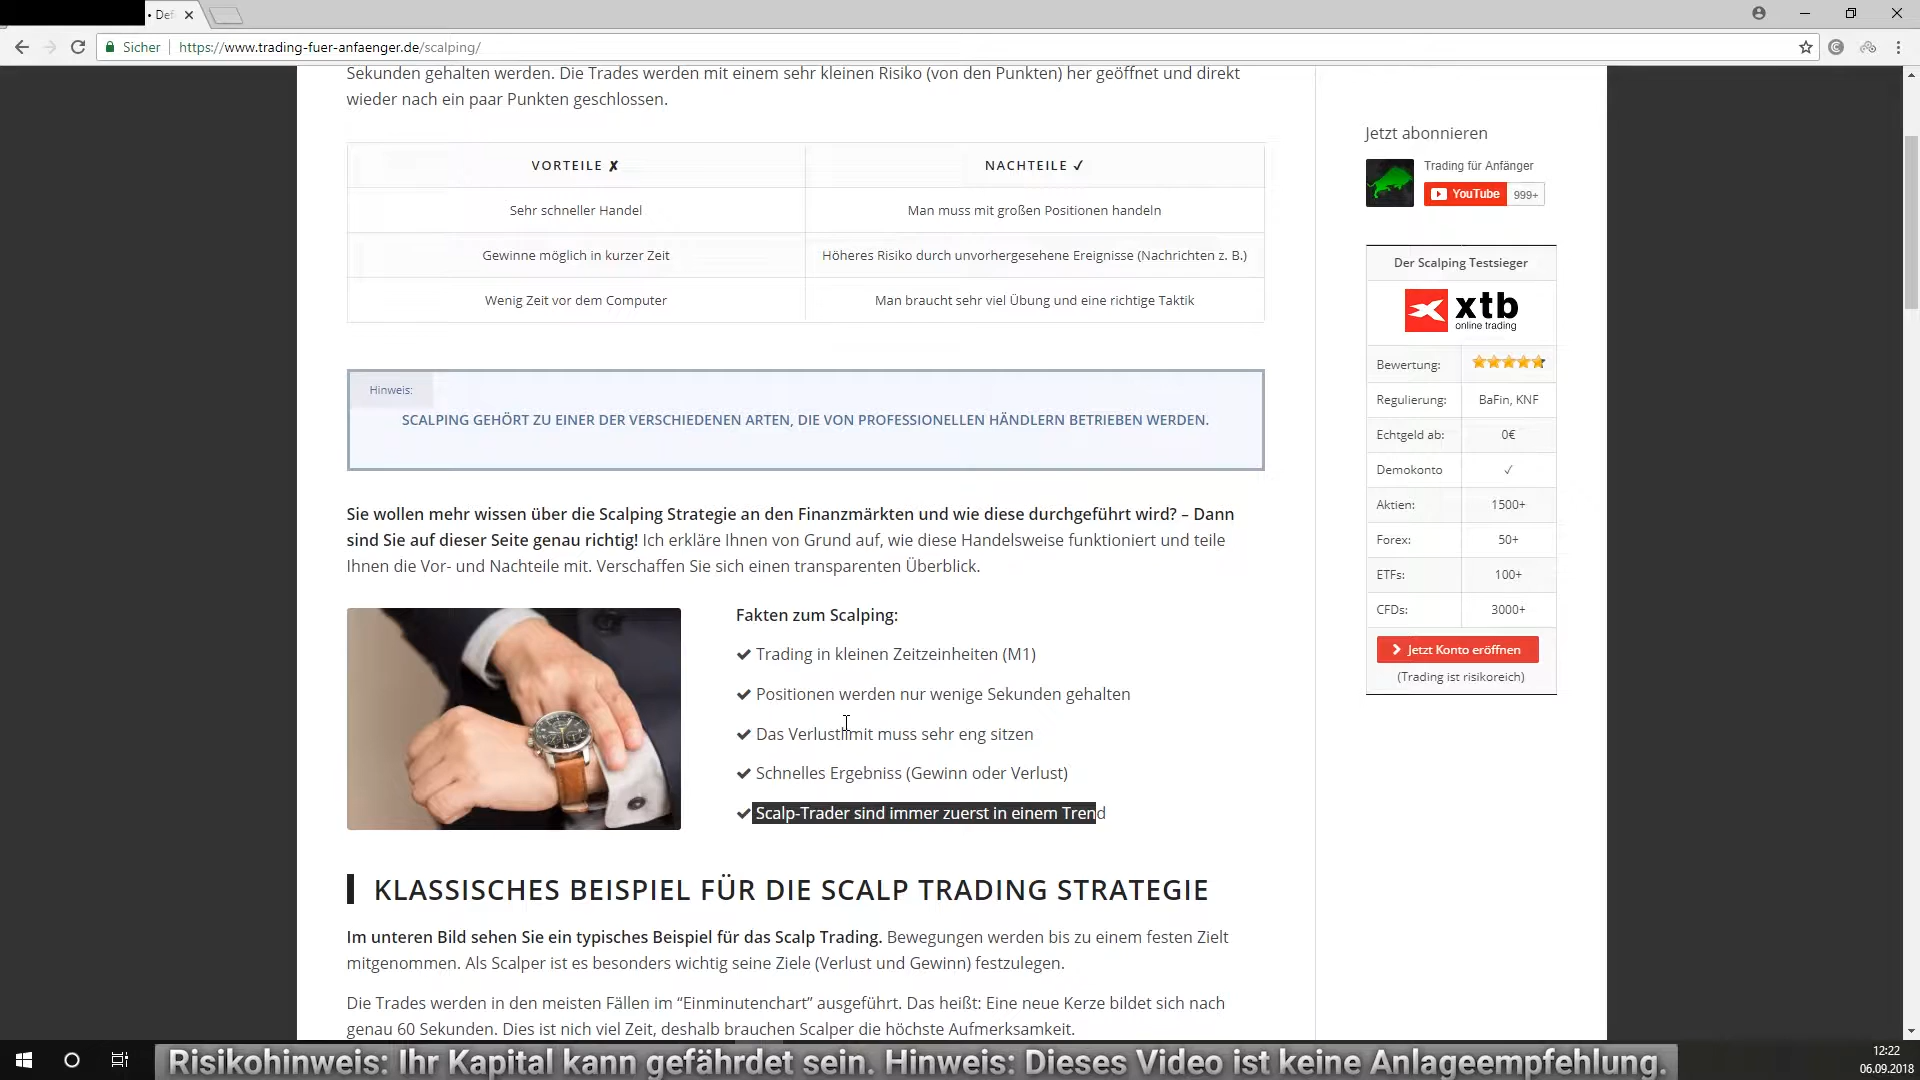 • Def
Sicher
https://www.trading-fuer-anfaenger.de/scalping/
Sekunden gehalten werden. Die Trades werden mit einem sehr kleinen Risiko (von den Punkten) her geöffnet und direkt
wieder nach ein paar Punkten geschlossen.
VORTEILE ✗ NACHTEILE ✓
Sehr schneller Handel Man muss mit großen Positionen handeln
Gewinne möglich in kurzer Zeit Höheres Risiko durch unvorhergesehene Ereignisse (Nachrichten z. B.)
Wenig Zeit vor dem Computer Man braucht sehr viel Übung und eine richtige Taktik
Hinweis:
SCALPING GEHÖRT ZU EINER DER VERSCHIEDENEN ARTEN, DIE VON PROFESSIONELLEN HÄNDLERN BETRIEBEN WERDEN.
Sie wollen mehr wissen über die Scalping Strategie an den Finanzmärkten und wie diese durchgeführt wird? – Dann
sind Sie auf dieser Seite genau richtig! Ich erkläre Ihnen von Grund auf, wie diese Handelsweise funktioniert und teile
Ihnen die Vor- und Nachteile mit. Verschaffen Sie sich einen transparenten Überblick.
Fakten zum Scalping:
✓ Trading in kleinen Zeitzeinheiten (M1)
✓ Positionen werden nur wenige Sekunden gehalten
✓ Das Verlustlimit muss sehr eng sitzen
✓ Schnelles Ergebniss (Gewinn oder Verlust)
✓ Scalp-Trader sind immer zuerst in einem Trend
KLASSISCHES BEISPIEL FÜR DIE SCALP TRADING STRATEGIE
Im unteren Bild sehen Sie ein typisches Beispiel für das Scalp Trading. Bewegungen werden bis zu einem festen Zielt
mitgenommen. Als Scalper ist es besonders wichtig seine Ziele (Verlust und Gewinn) festzulegen.
Die Trades werden in den meisten Fällen im “Einminutenchart” ausgeführt. Das heißt: Eine neue Kerze bildet sich nach
genau 60 Sekunden. Dies ist nich viel Zeit, deshalb brauchen Scalper die höchste Aufmerksamkeit.
Jetzt abonnieren
Trading für Anfänger
YouTube 999+
Der Scalping Testsieger
xtb
online trading
Bewertung:
Regulierung: BaFin, KNF
Echtgeld ab: 0€
Demokonto ✓
Aktien: 1500+
Forex: 50+
ETFs: 100+
CFDs: 3000+
Jetzt Konto eröffnen
(Trading ist risikoreich)
Risikohinweis: Ihr Kapital kann gefährdet sein. Hinweis: Dieses Video ist keine Anlageempfehlung.
12:22
06.09.2018